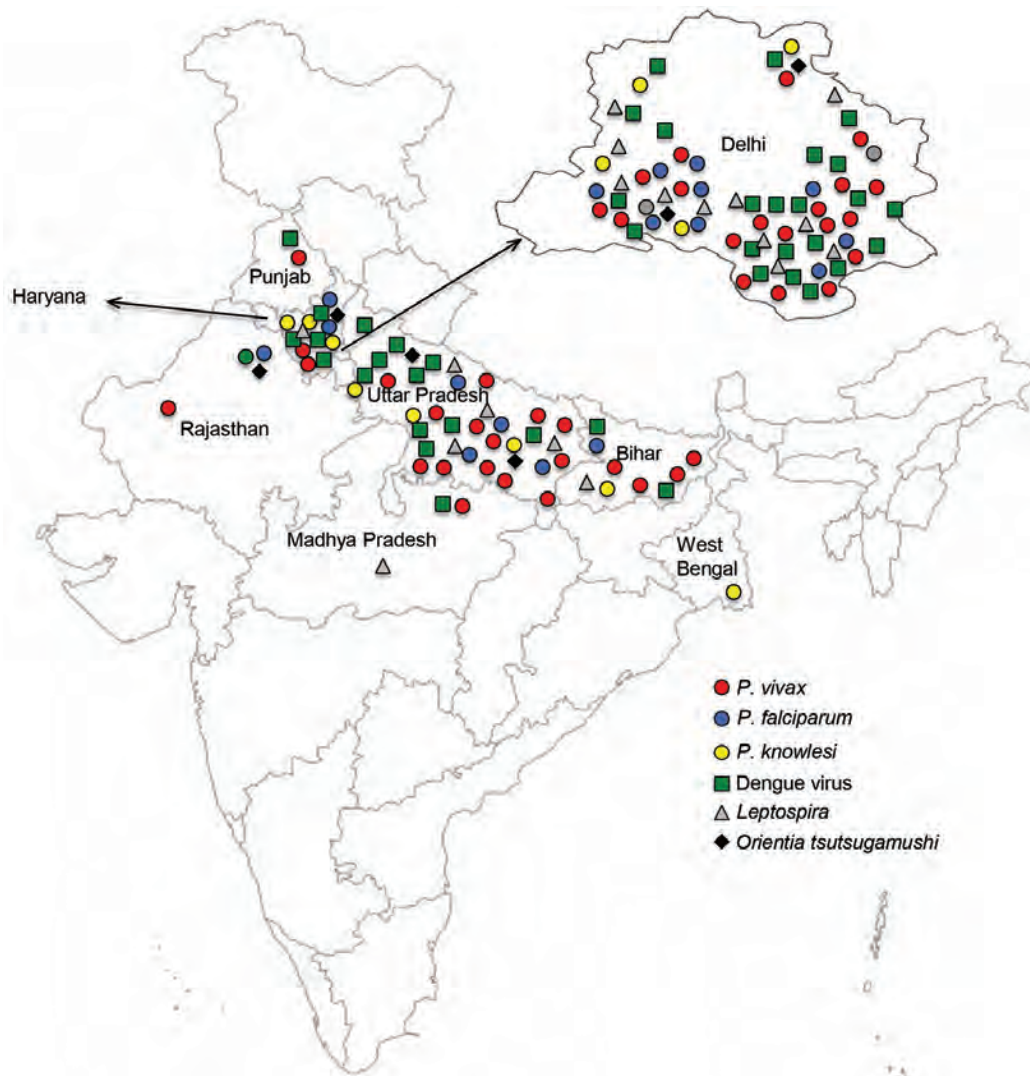 Delhi
Punjab
Haryana
Uttar Pradesh
Rajasthan
Bihar
Madhya Pradesh
West
Bengal
P. vivax
P. falciparum
P. knowlesi
Dengue virus
Leptospira
Orientia tsutsugamushi